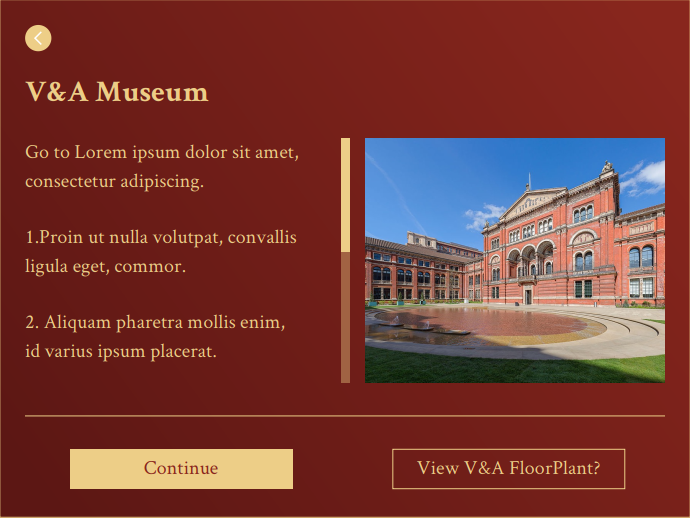 V&A Museum
Go to Lorem ipsum dolor sit amet,
consectetur adipiscing.
1.Proin ut nulla volutpat, convallis
ligula eget, commor.
2. Aliquam pharetra mollis enim,
id varius ipsum placerat.
Continue
View V&A FloorPlant?